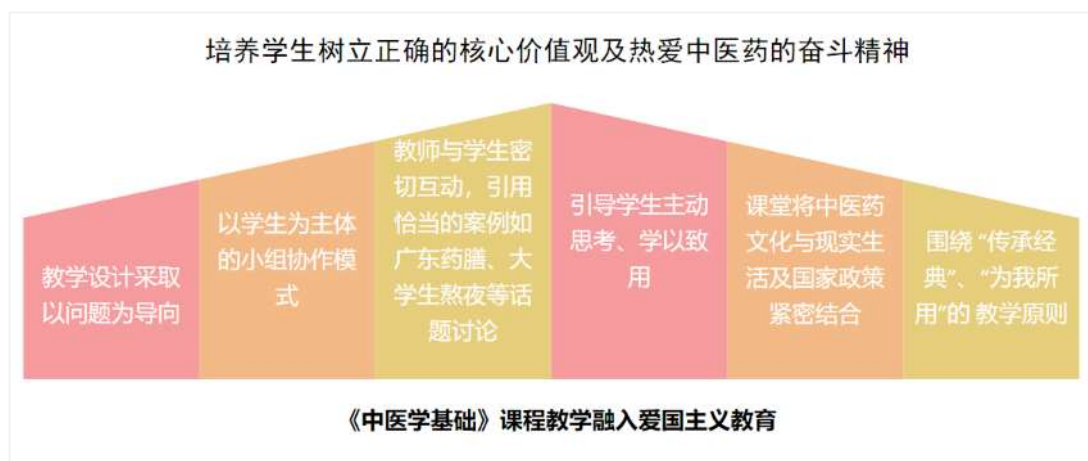 培养学生树立正确的核心价值观及热爱中医药的奋斗精神
教学设计采取
以问题为导向
以学生为主体
的小组协作模
式
教师与学生密
切互动，引用
恰当的案例如
广东药膳、大
学生熬夜等话
题讨论
引导学生主动
思考、学以致
用
课堂将中医药
文化与现实生
活及国家政策
紧密结合
围绕 “传承经
典”、“为我所
用”的 教学原则
《中医学基础》课程教学融入爱国主义教育